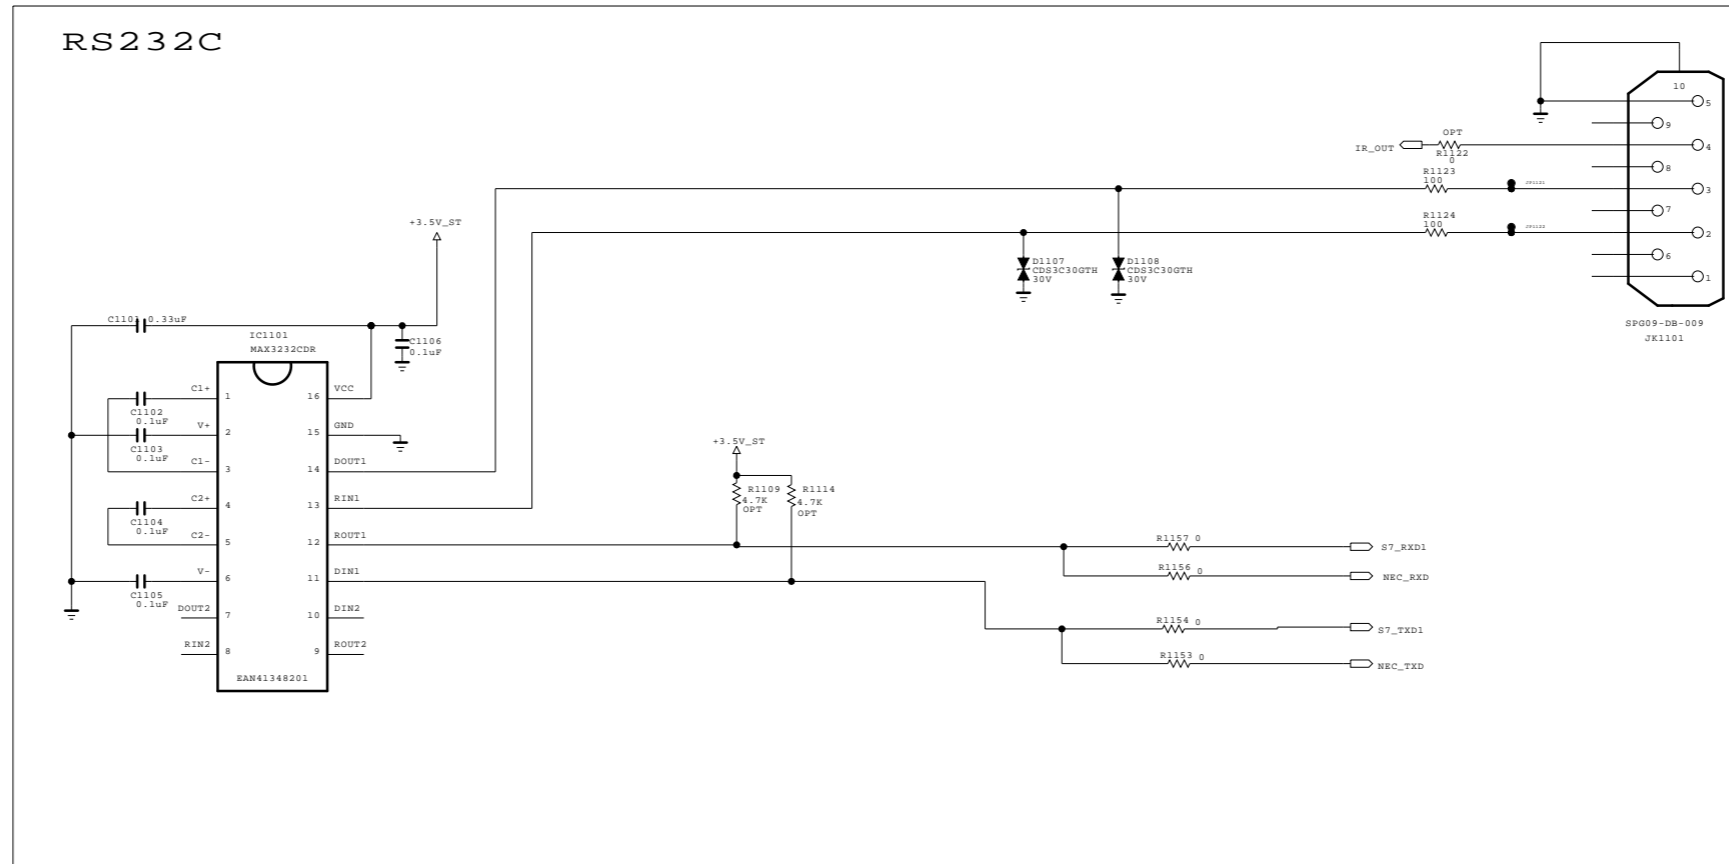 RS232C
10
5
9
IR_OUT
OPT
R1122
0
4
8
R1123
100
JP1121
3
7
R1124
100
JP1122
2
6
1
SPG09-DB-009
JK1101
+3.5V_ST
D1107
CDS3C30GTH
30V
D1108
CDS3C30GTH
30V
C1101 0.33uF
C1106
0.1uF
IC1101
MAX3232CDR
C1+
1
16
VCC
C1102
0.1uF
V+
2
15
GND
C1103
0.1uF
C1-
3
14
DOUT1
C2+
4
13
RIN1
C1104
0.1uF
C2-
5
12
ROUT1
V-
6
11
DIN1
C1105
0.1uF
DOUT2
7
10
DIN2
RIN2
8
9
ROUT2
EAN41348201
+3.5V_ST
R1109
4.7K
OPT
R1114
4.7K
OPT
R1157 0
S7_RXD1
R1156 0
NEC_RXD
R1154 0
S7_TXD1
R1153 0
NEC_TXD